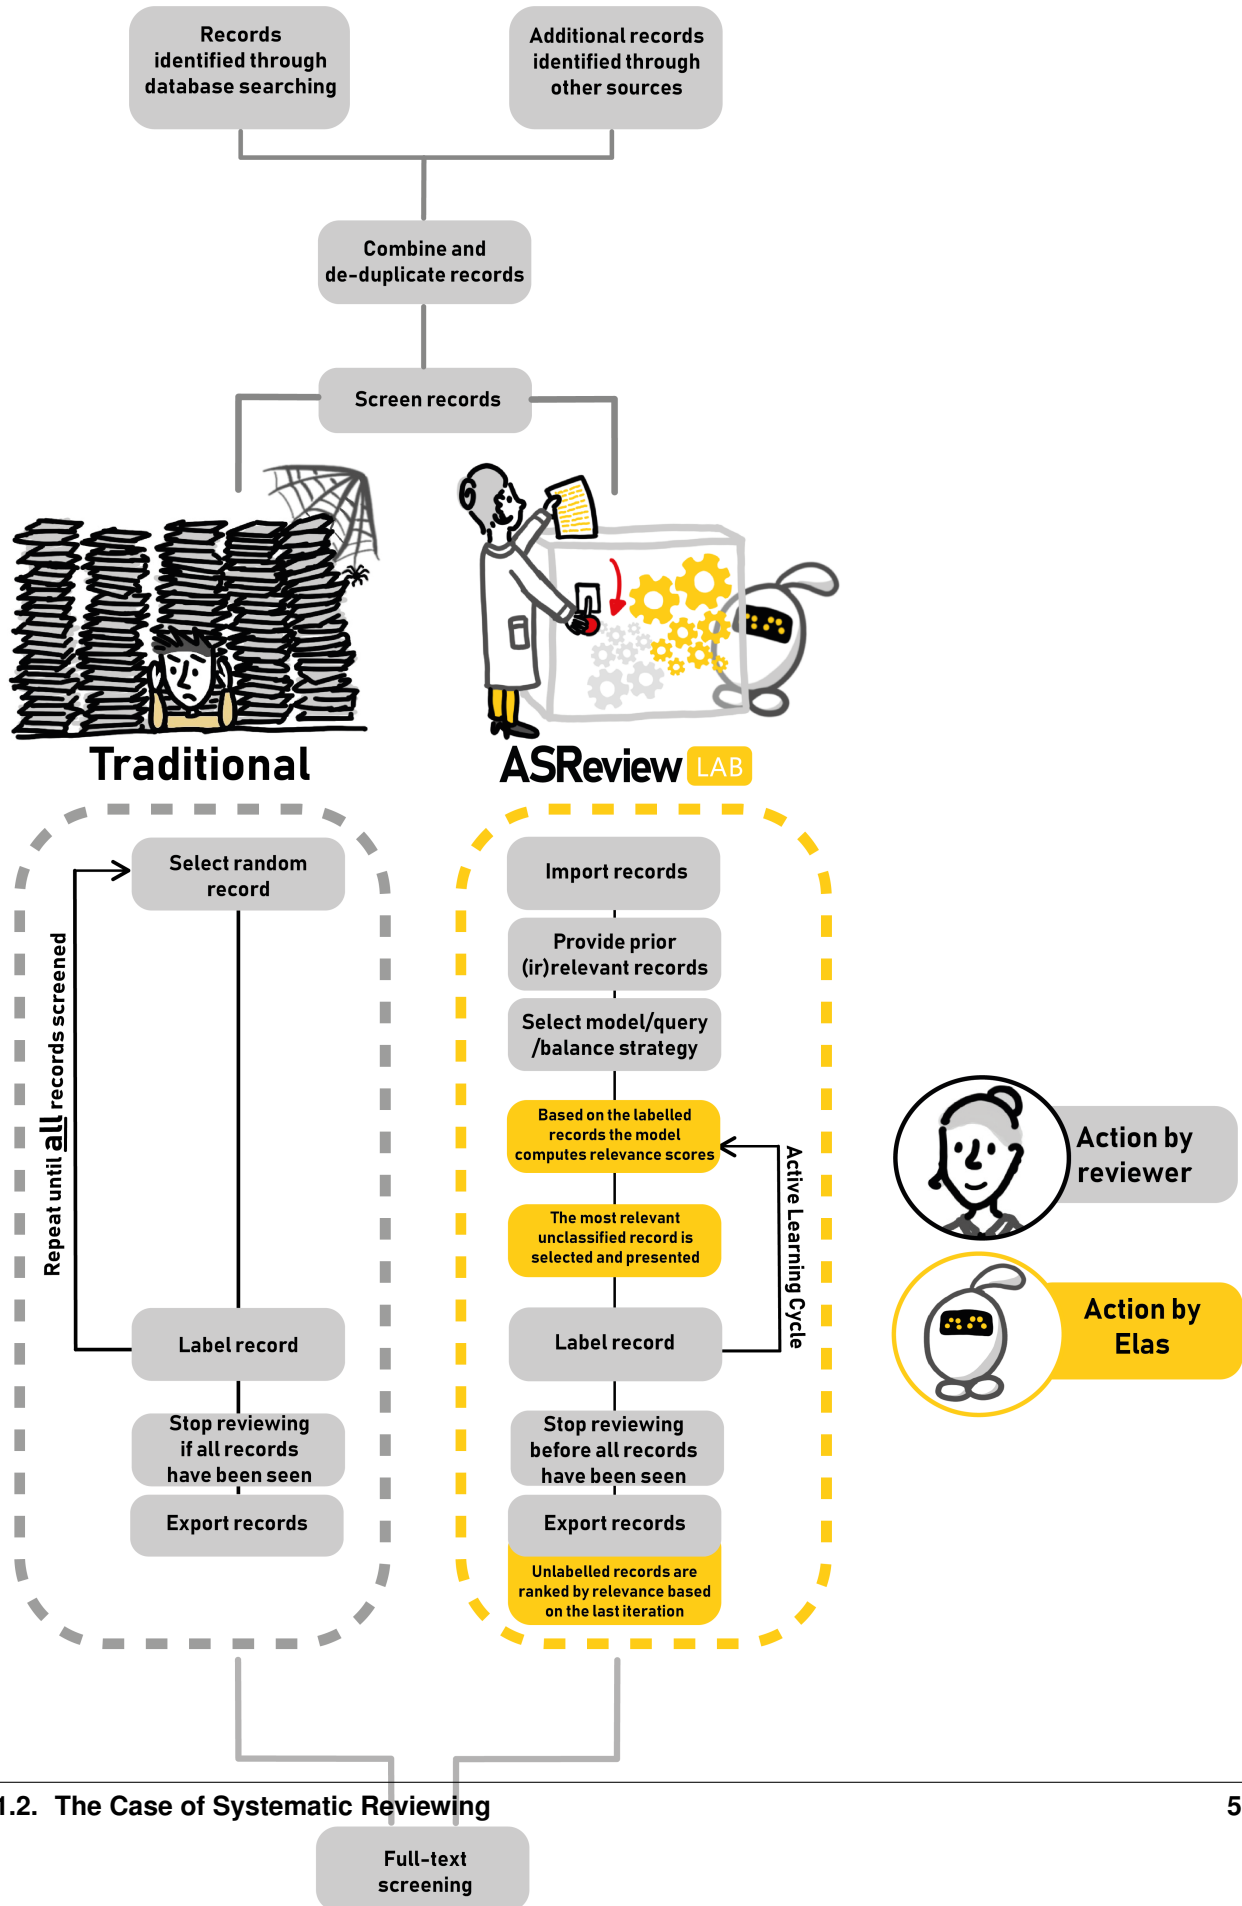 Records
identified through
database searching
Additional records
identified through
other sources
Combine and
de-duplicate records
Screen records
Traditional
ASReview LAB
Select random
record
Repeat until all records screened
Label record
Stop reviewing
if all records
have been seen
Export records
Import records
Provide prior
(ir)relevant records
Select model/query
/balance strategy
Based on the labelled
records the model
computes relevance scores
The most relevant
unclassified record is
selected and presented
Active Learning Cycle
Label record
Stop reviewing
before all records
have been seen
Export records
Unlabelled records are
ranked by relevance based
on the last iteration
Action by
reviewer
Action by
Elas
1.2. The Case of Systematic Reviewing 5
Full-text
screening